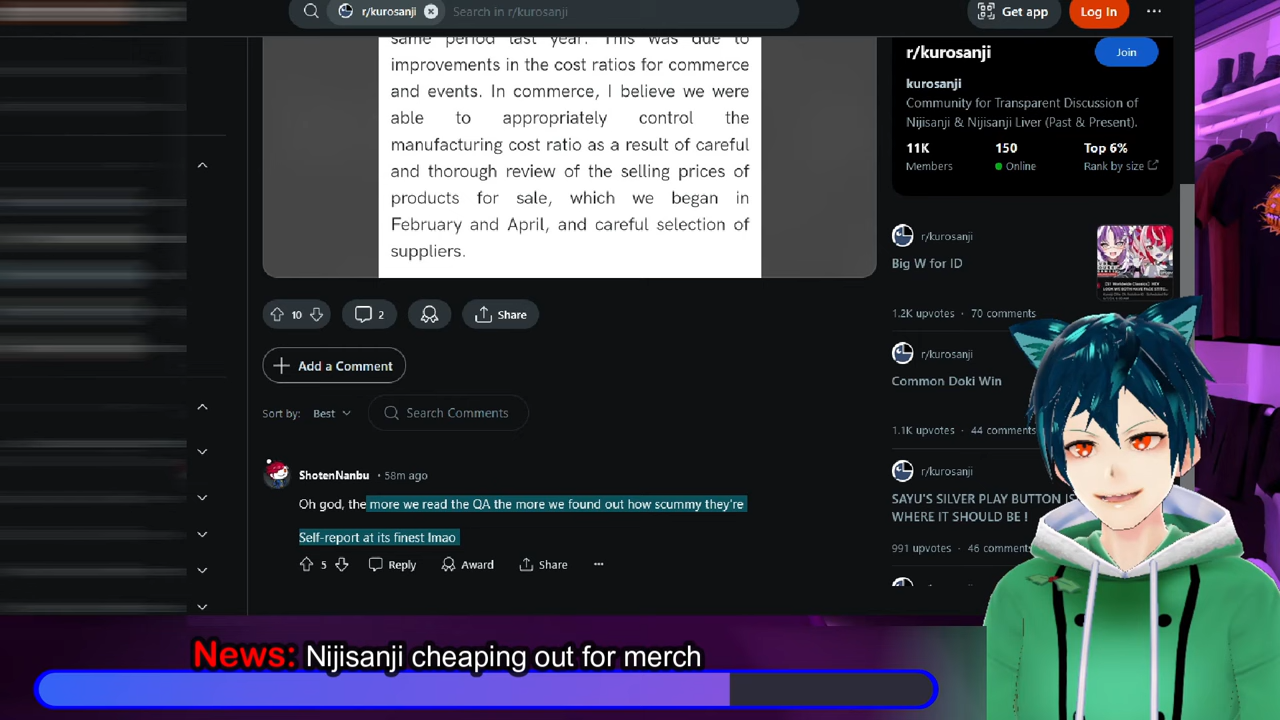 r/kurosanji
Search in r/kurosanji
Get app
Log In
same period last year. This was due to
improvements in the cost ratios for commerce
and events. In commerce, I believe we were
able to appropriately control the
manufacturing cost ratio as a result of careful
and thorough review of the selling prices of
products for sale, which we began in
February and April, and careful selection of
suppliers.
10
2
Share
Add a Comment
Sort by: Best
Search Comments
ShotenNanbu • 58m ago
Oh god, the more we read the QA the more we found out how scummy they're
Self-report at its finest lmao
5
Reply
Award
Share
r/kurosanji
Join
kurosanji
Community for Transparent Discussion of
Nijisanji & Nijisanji Liver (Past & Present).
11K
150
Top 6%
Members
Online
Rank by size
r/kurosanji
Big W for ID
1.2K upvotes • 70 comments
r/kurosanji
Common Doki Win
1.1K upvotes • 44 comments
r/kurosanji
SAYU'S SILVER PLAY BUTTON IS
WHERE IT SHOULD BE !
991 upvotes • 46 comments
News: Nijisanji cheaping out for merch